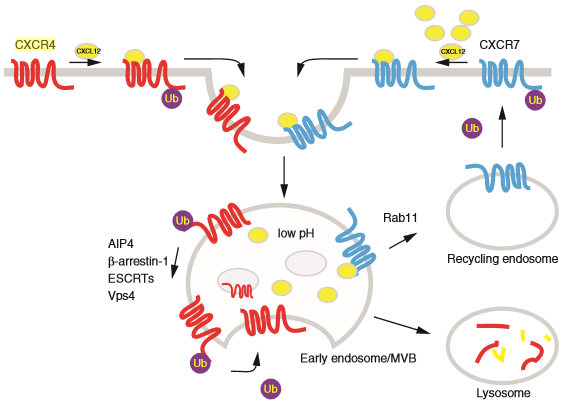 CXCR4
CXCL12
CXCL12
CXCR7
Ub
Ub
Ub
Ub
low pH
Rab11
AIP4
β-arrestin-1
ESCRTs
Vps4
Recycling endosome
Ub
Early endosome/MVB
Ub
Lysosome